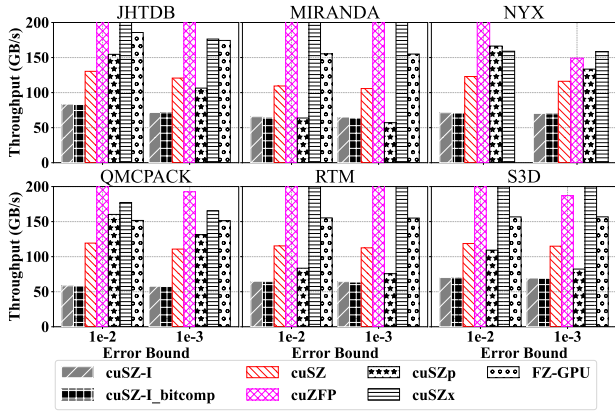 JHTDB MIRANDA NYX
Throughput (GB/s)
200
150
100
50
0
QMCPACK RTM S3D
Throughput (GB/s)
200
150
100
50
0
1e-2 1e-3 1e-2 1e-3 1e-2 1e-3
Error Bound Error Bound Error Bound
cuSZ-I cuSZ cuSZp FZ-GPU
cuSZ-I_bitcomp cuZFP cuSZx